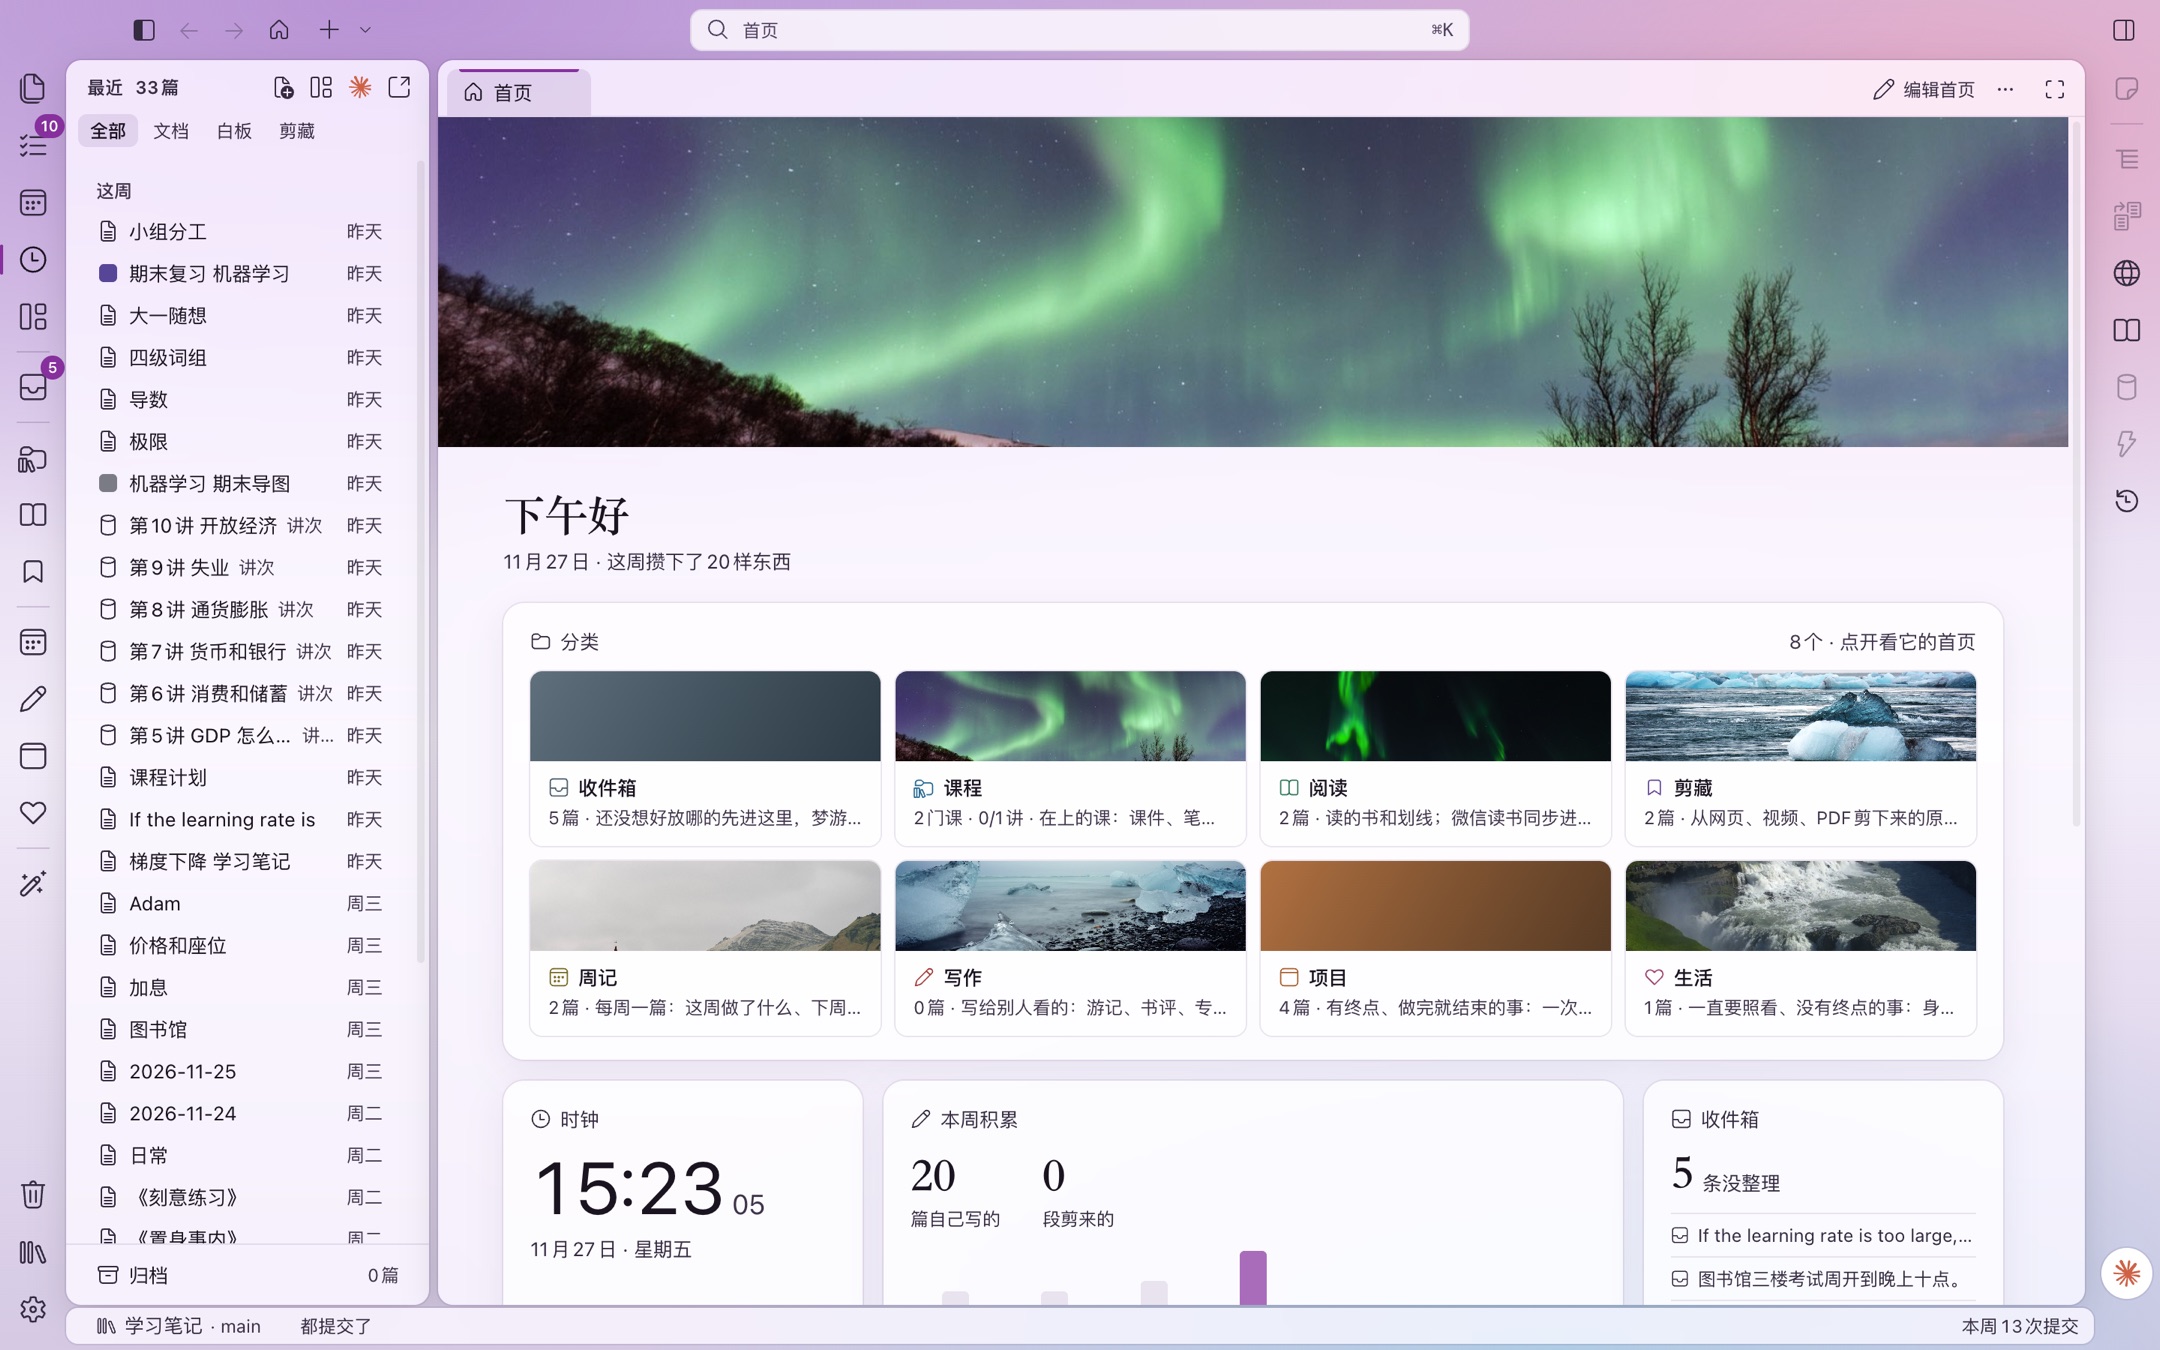 首页
⌘K
最近 33篇
全部 文档 白板 剪藏
10
5
这周
小组分工 昨天
期末复习 机器学习 昨天
大一随想 昨天
四级词组 昨天
导数 昨天
极限 昨天
机器学习 期末导图 昨天
第10讲 开放经济 讲次 昨天
第9讲 失业 讲次 昨天
第8讲 通货膨胀 讲次 昨天
第7讲 货币和银行 讲次 昨天
第6讲 消费和储蓄 讲次 昨天
第5讲 GDP 怎么… 讲… 昨天
课程计划 昨天
If the learning rate is 昨天
梯度下降 学习笔记 昨天
Adam 周三
价格和座位 周三
加息 周三
图书馆 周三
2026-11-25 周三
2026-11-24 周二
日常 周二
《刻意练习》 周二
《置身事内》 周二
归档 0篇
首页
编辑首页
下午好
11月27日 · 这周攒下了20样东西
分类
8个 · 点开看它的首页
收件箱
5篇 · 还没想好放哪的先进这里，梦游…
课程
2门课 · 0/1讲 · 在上的课：课件、笔…
阅读
2篇 · 读的书和划线；微信读书同步进…
剪藏
2篇 · 从网页、视频、PDF剪下来的原…
周记
2篇 · 每周一篇：这周做了什么、下周…
写作
0篇 · 写给别人看的：游记、书评、专…
项目
4篇 · 有终点、做完就结束的事：一次…
生活
1篇 · 一直要照看、没有终点的事：身…
时钟
15:23 05
11月27日 · 星期五
本周积累
20 0
篇自己写的 段剪来的
收件箱
5 条没整理
If the learning rate is too large,…
图书馆三楼考试周开到晚上十点。
学习笔记 · main 都提交了
本周13次提交